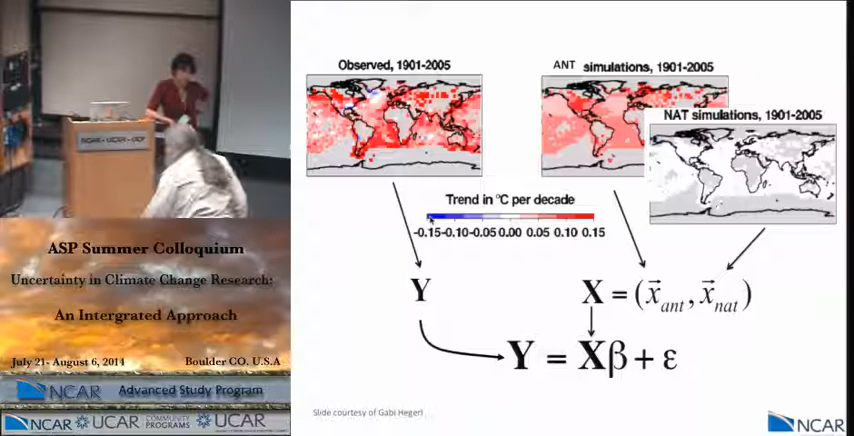 NCAR • UCAR • UCP
ASP Summer Colloquium
Uncertainty in Climate Change Research:
An Intergrated Approach
July 21- August 6, 2014 Boulder CO. U.S.A
NCAR Advanced Study Program
NCAR UCAR COMMUNITY PROGRAMS UCAR
Observed, 1901-2005
ANT simulations, 1901-2005
NAT simulations, 1901-2005
Trend in °C per decade
-0.15 -0.10 -0.05 0.00 0.05 0.10 0.15
Y
X = (x⃗ant, x⃗nat)
Y = Xβ + ε
Slide courtesy of Gabi Hegerl
NCAR